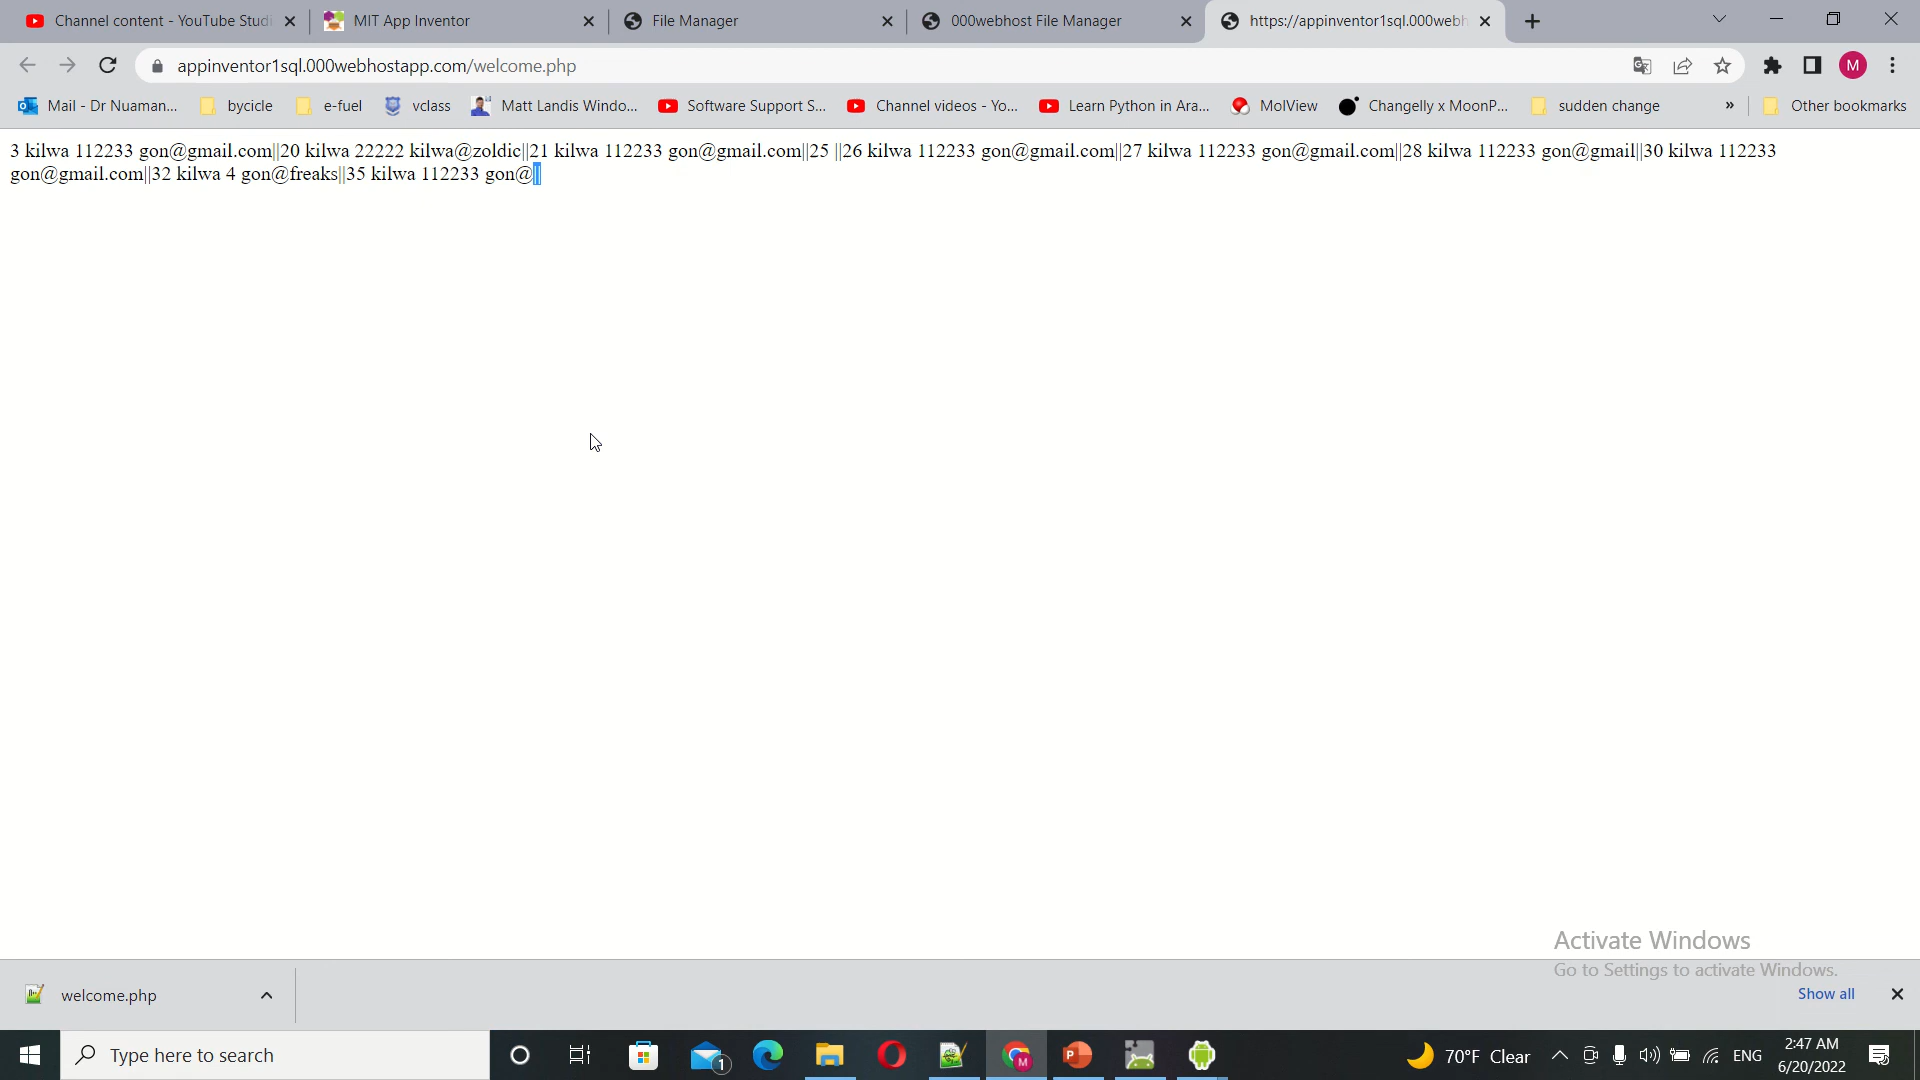 Channel content - YouTube Studi
MIT App Inventor
File Manager
000webhost File Manager
https://appinventor1sql.000webh
appinventor1sql.000webhostapp.com/welcome.php
M
Mail - Dr Nuaman...
bycicle
e-fuel
vclass
Matt Landis Windo...
Software Support S...
Channel videos - Yo...
Learn Python in Ara...
MolView
Changelly x MoonP...
sudden change
»
Other bookmarks
3 kilwa 112233 gon@gmail.com||20 kilwa 22222 kilwa@zoldic||21 kilwa 112233 gon@gmail.com||25 ||26 kilwa 112233 gon@gmail.com||27 kilwa 112233 gon@gmail.com||28 kilwa 112233 gon@gmail||30 kilwa 112233
gon@gmail.com||32 kilwa 4 gon@freaks||35 kilwa 112233 gon@||
Activate Windows
Go to Settings to activate Windows.
welcome.php
Show all
Type here to search
1
M
P
70°F Clear
ENG
2:47 AM
6/20/2022